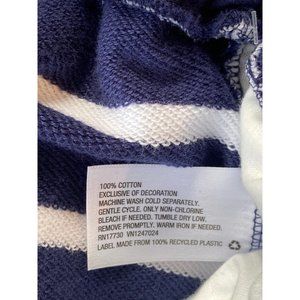 100% COTTON
EXCLUSIVE OF DECORATION
MACHINE WASH COLD SEPARATELY.
GENTLE CYCLE. ONLY NON-CHLORINE
BLEACH IF NEEDED. TUMBLE DRY LOW.
REMOVE PROMPTLY. WARM IRON IF NEEDED.
RN17730 VN1247024
LABEL MADE FROM 100% RECYCLED PLASTIC